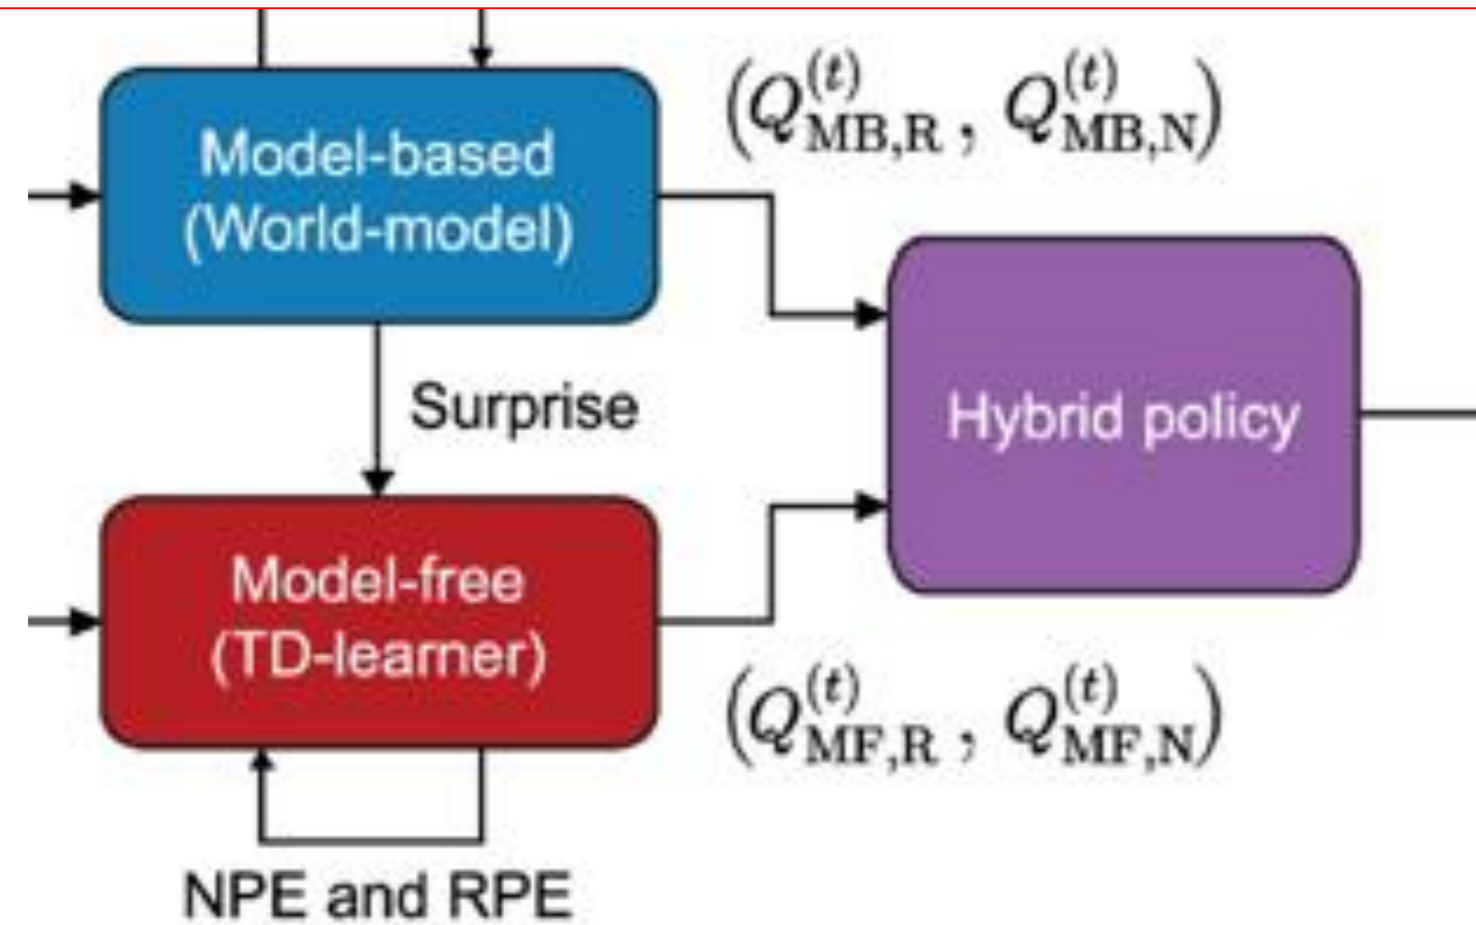 Model-based
(World-model)
(Q^{(t)}_{MB,R} , Q^{(t)}_{MB,N})
Surprise
Hybrid policy
Model-free
(TD-learner)
(Q^{(t)}_{MF,R} , Q^{(t)}_{MF,N})
NPE and RPE